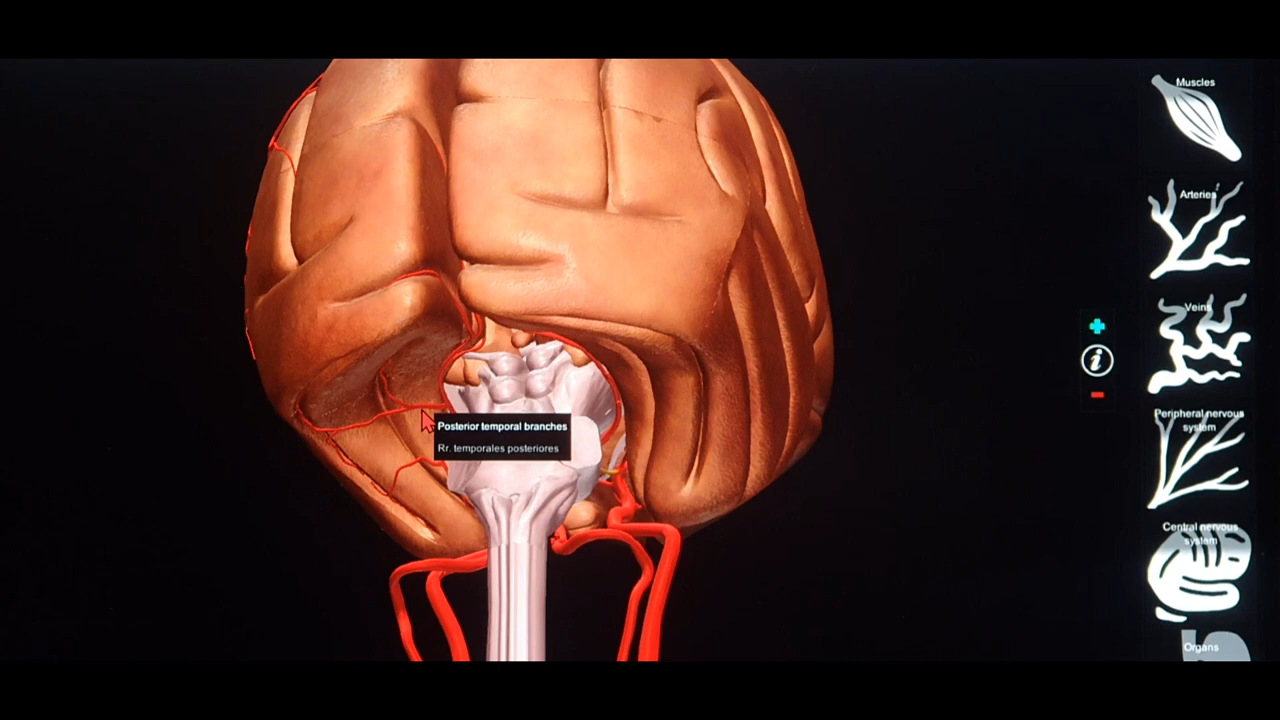 Muscles
Arteries
Veins
Posterior temporal branches
Rr. temporales posteriores
Peripheral nervous
system
Central nervous
system
Organs